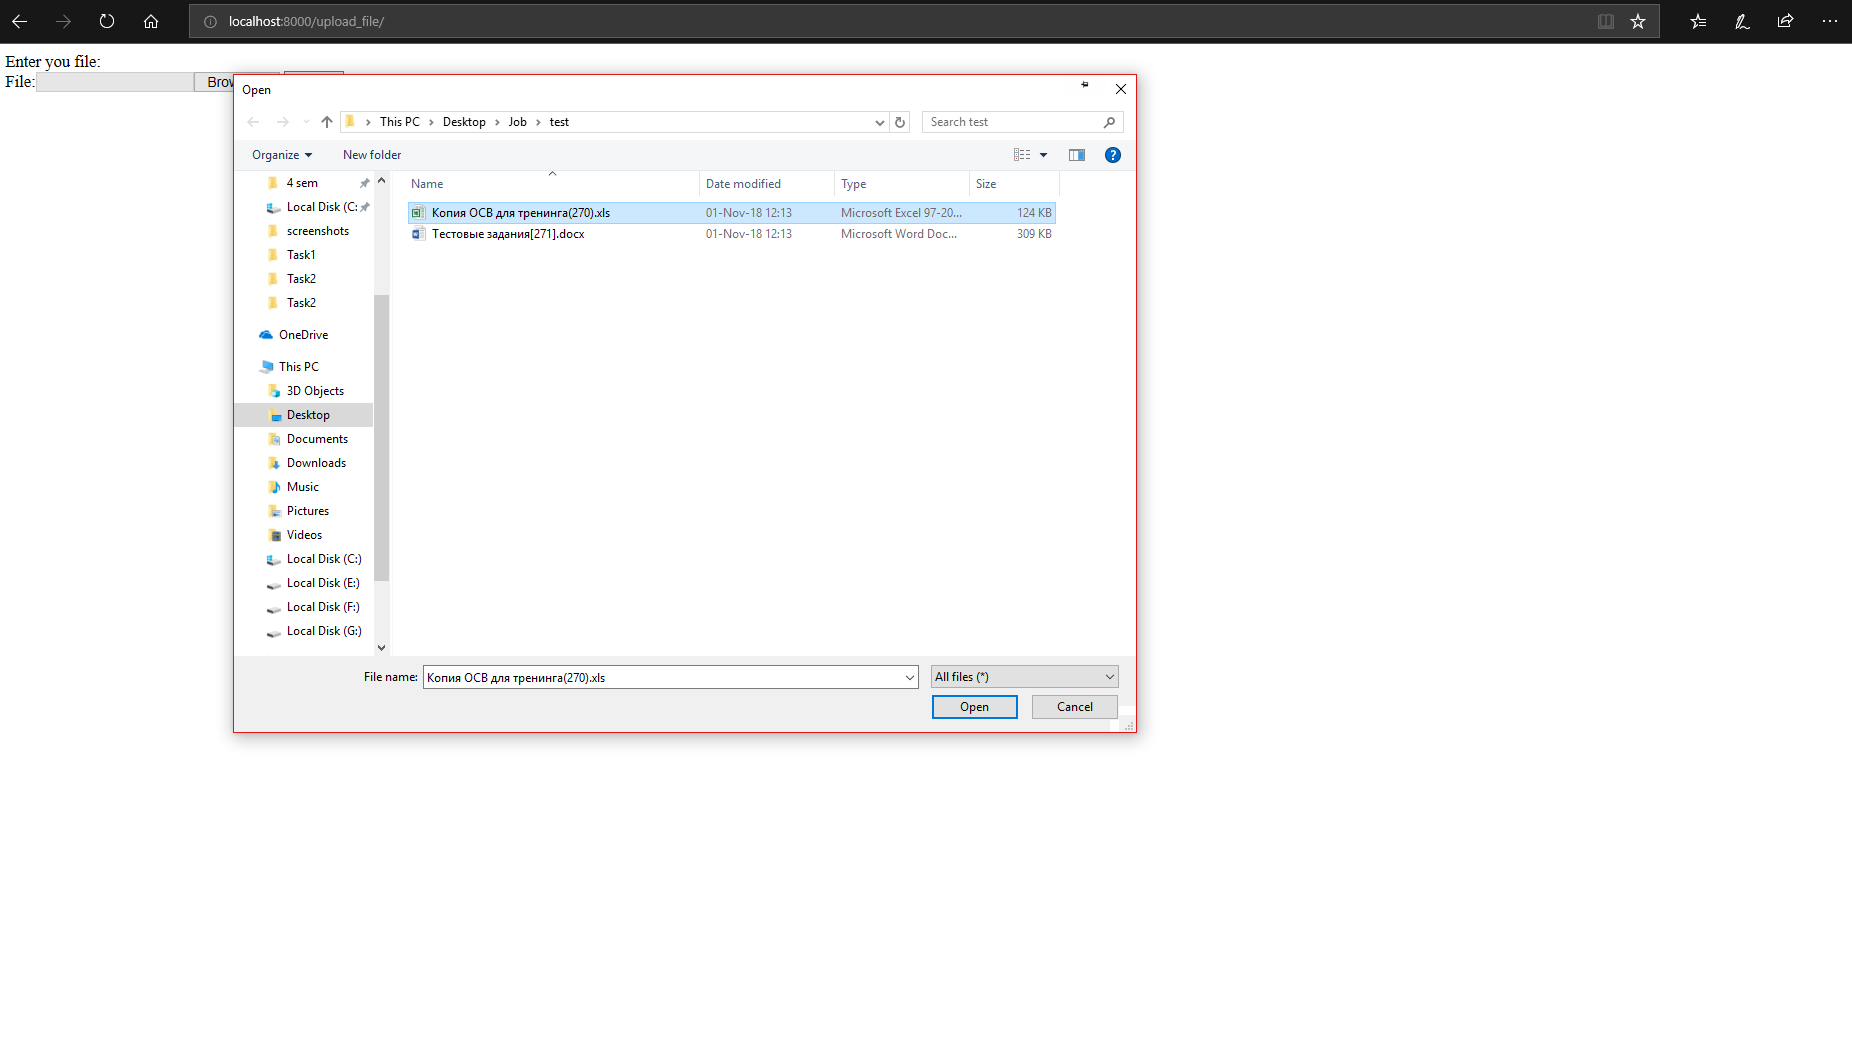 localhost:8000/upload_file/
Enter you file:
File: Brow
Open
This PC > Desktop > Job > test
Search test
Organize New folder
Name Date modified Type Size
4 sem
Local Disk (C:
screenshots
Task1
Task2
Task2
OneDrive
This PC
3D Objects
Desktop
Documents
Downloads
Music
Pictures
Videos
Local Disk (C:)
Local Disk (E:)
Local Disk (F:)
Local Disk (G:)
Копия ОСВ для тренинга(270).xls 01-Nov-18 12:13 Microsoft Excel 97-20... 124 KB
Тестовые задания[271].docx 01-Nov-18 12:13 Microsoft Word Doc... 309 KB
File name: Копия ОСВ для тренинга(270).xls All files (*)
Open Cancel